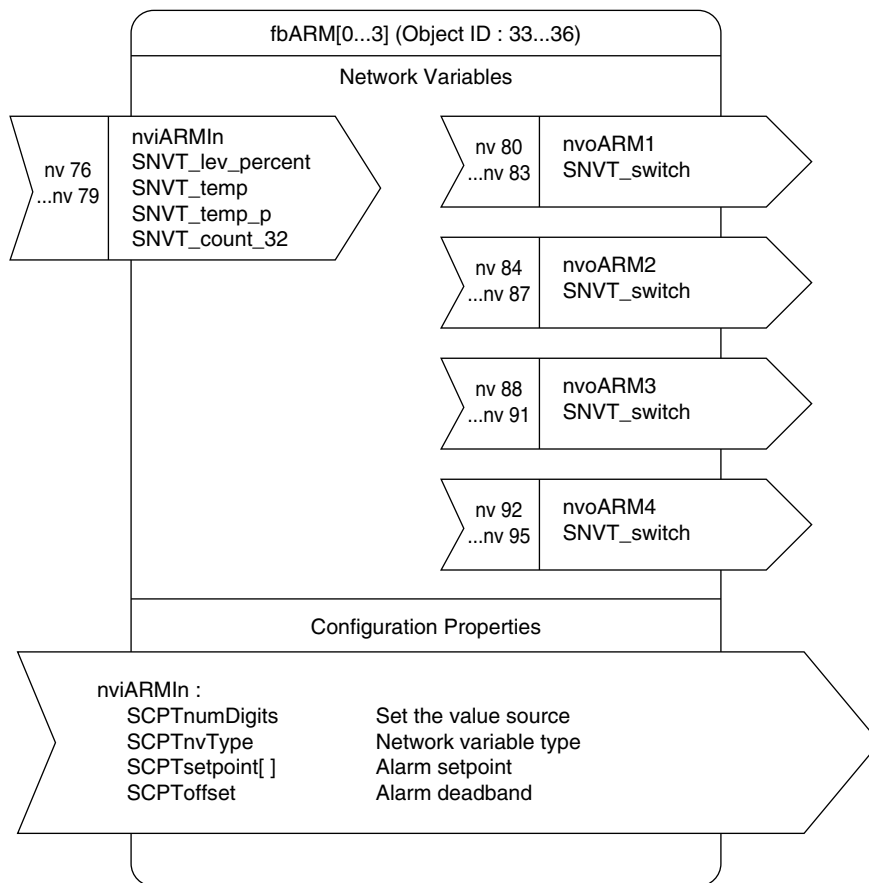 fbARM[0...3] (Object ID : 33...36)
Network Variables
nv 76
...nv 79
nviARMIn
SNVT_lev_percent
SNVT_temp
SNVT_temp_p
SNVT_count_32
nv 80
...nv 83
nvoARM1
SNVT_switch
nv 84
...nv 87
nvoARM2
SNVT_switch
nv 88
...nv 91
nvoARM3
SNVT_switch
nv 92
...nv 95
nvoARM4
SNVT_switch
Configuration Properties
nviARMIn :
SCPTnumDigits Set the value source
SCPTnvType Network variable type
SCPTsetpoint[ ] Alarm setpoint
SCPToffset Alarm deadband